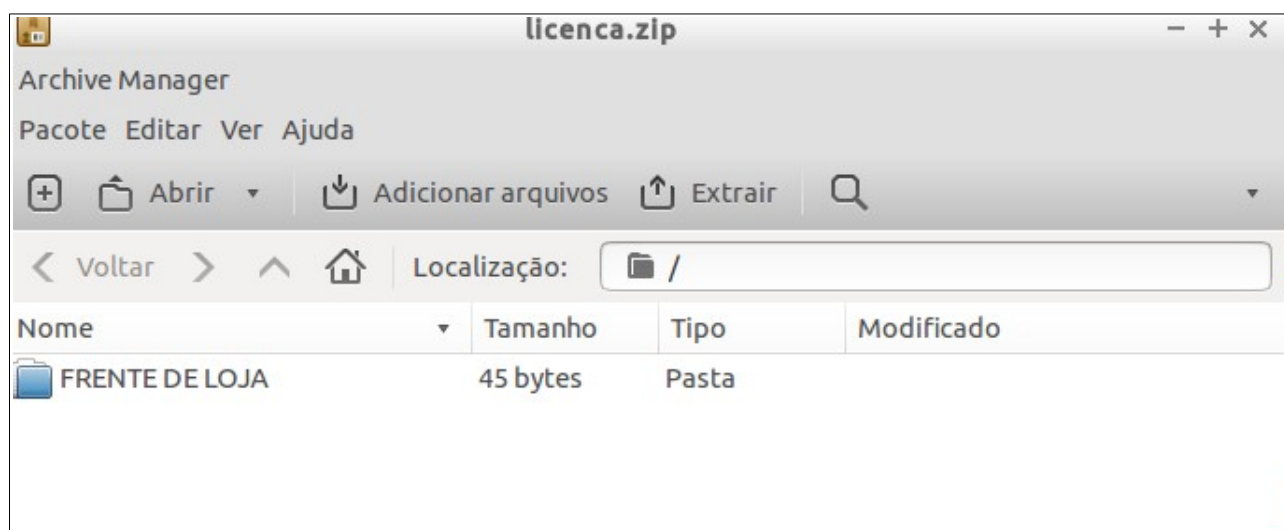 licenca.zip
Archive Manager
Pacote Editar Ver Ajuda
Abrir Adicionar arquivos Extrair
Voltar Localização: /
Nome Tamanho Tipo Modificado
FRENTE DE LOJA 45 bytes Pasta